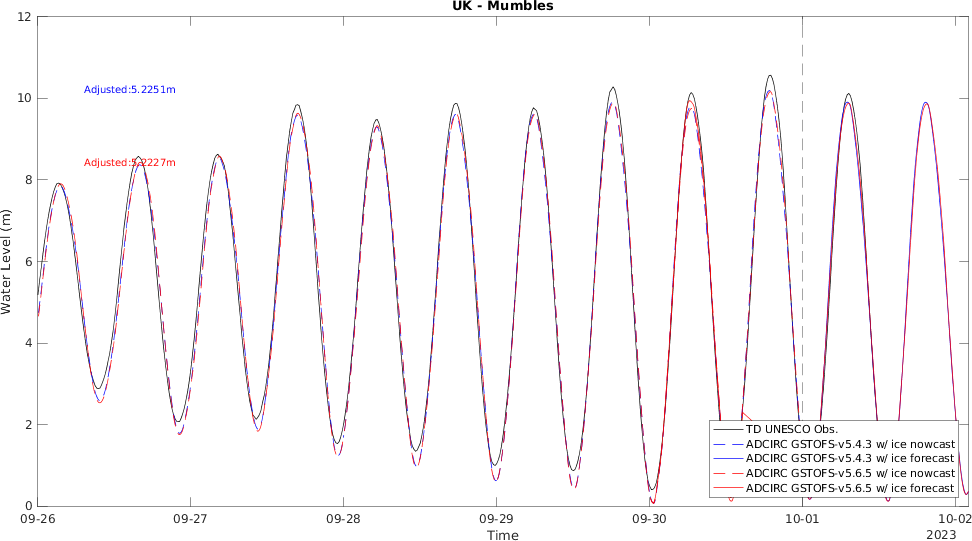 UK - Mumbles
12
10
8
6
4
2
0
Water Level (m)
Adjusted:5.2251m
Adjusted:5.2227m
TD UNESCO Obs.
ADCIRC GSTOFS-v5.4.3 w/ ice nowcast
ADCIRC GSTOFS-v5.4.3 w/ ice forecast
ADCIRC GSTOFS-v5.6.5 w/ ice nowcast
ADCIRC GSTOFS-v5.6.5 w/ ice forecast
09-26 09-27 09-28 09-29 09-30 10-01 10-02
Time
2023